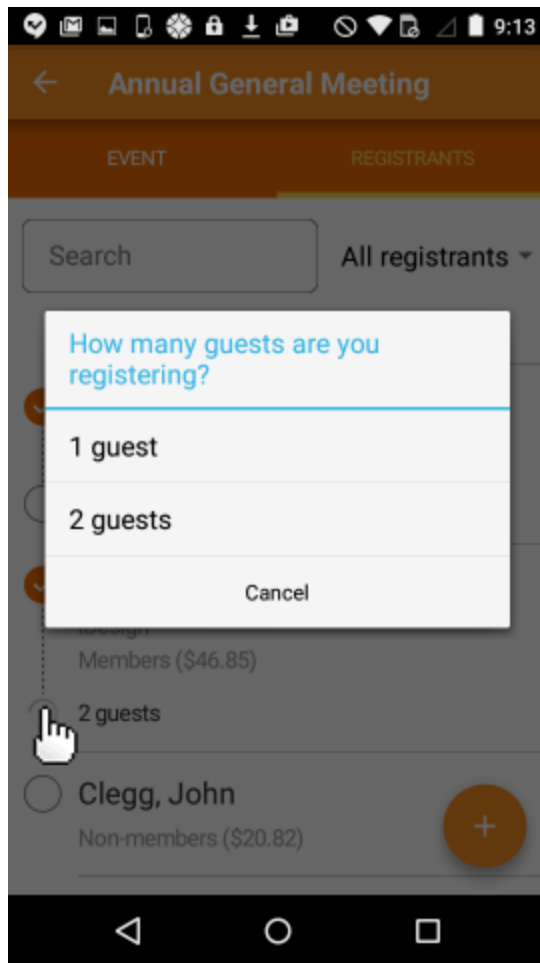 9:13
Annual General Meeting
EVENT
REGISTRANTS
Search
All registrants
How many guests are you
registering?
1 guest
2 guests
Cancel
Members ($46.85)
2 guests
Clegg, John
Non-members ($20.82)
+